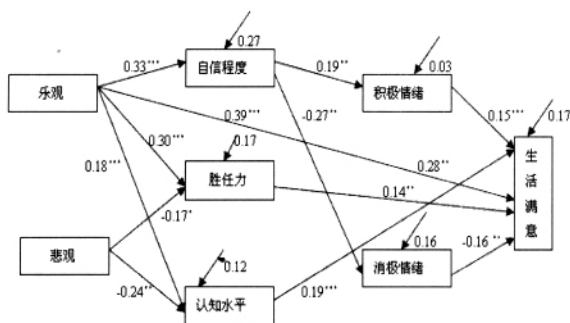 0.27
0.33***
自信程度
0.19**
0.03
乐观
积极情绪
0.39***
-0.27**
0.15***
0.17
0.30***
0.17
0.18***
胜任力
0.28**
0.14**
生活满意
-0.17*
悲观
0.16
-0.16**
消极情绪
0.12
-0.24**
认知水平
0.19***